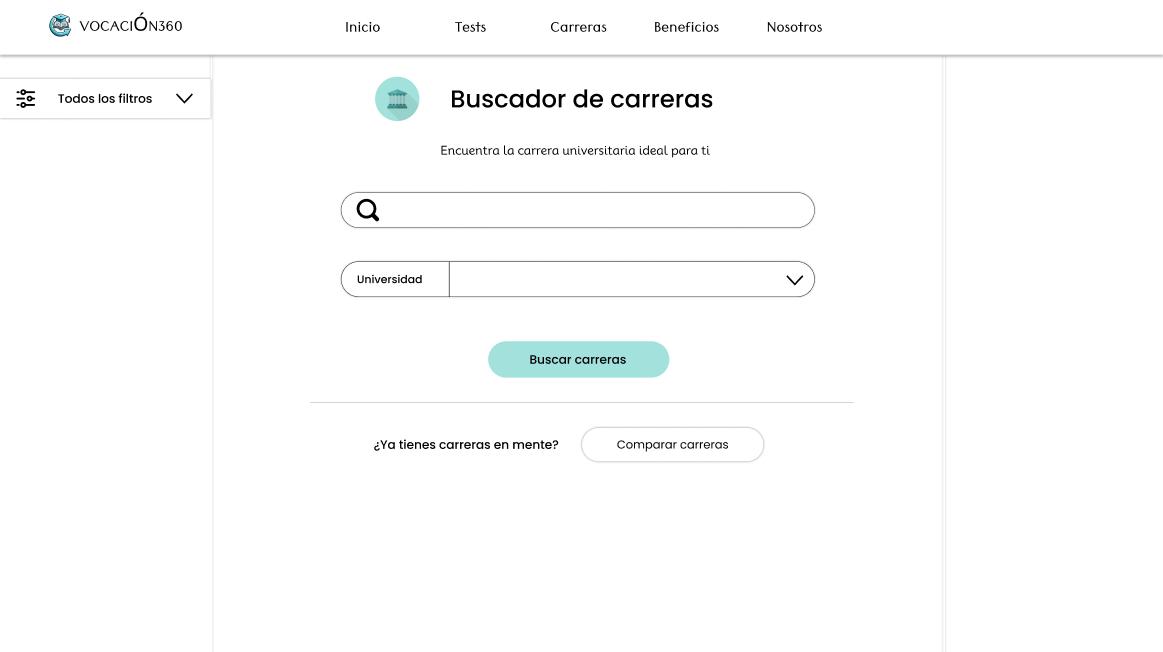 VOCACIÓN360
Inicio Tests Carreras Beneficios Nosotros
Todos los filtros
Buscador de carreras
Encuentra la carrera universitaria ideal para ti
Universidad
Buscar carreras
¿Ya tienes carreras en mente? Comparar carreras